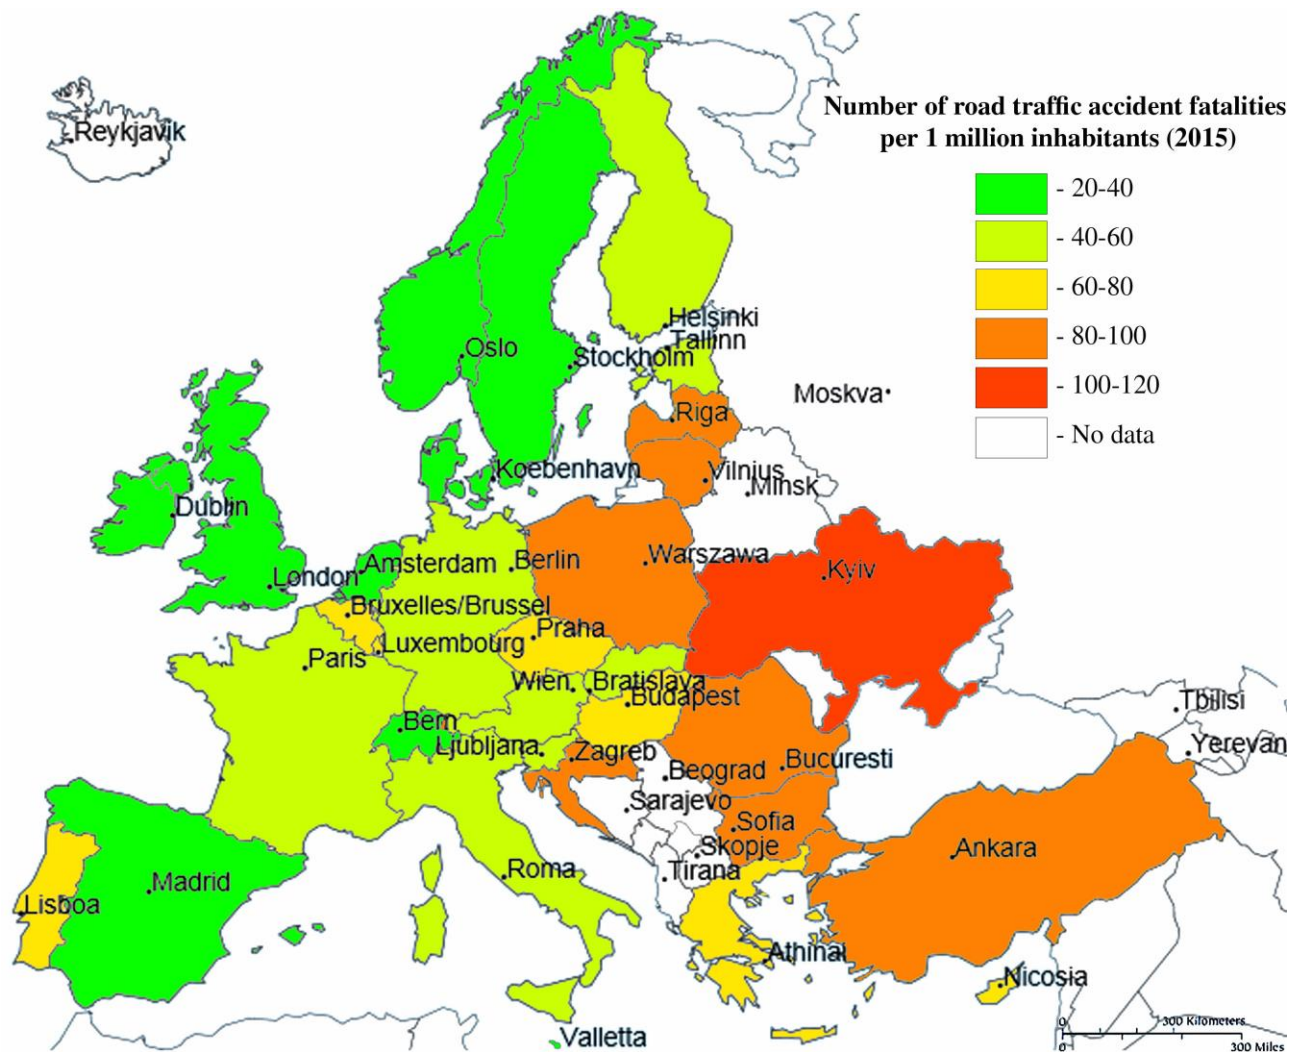 Reykjavik
Number of road traffic accident fatalities
per 1 million inhabitants (2015)
- 20-40
- 40-60
- 60-80
- 80-100
- 100-120
- No data
Helsinki
Tallinn
Oslo
Stockholm
Moskva
Riga
Koebenhavn
Vilnius
Minsk
Dublin
Amsterdam
Berlin
Warszawa
Kyiv
London
Bruxelles/Brussel
Praha
Luxembourg
Paris
Wien
Bratislava
Budapest
Bern
Ljubljana
Zagreb
Tbilisi
Yerevan
Beograd
Bucuresti
Sarajevo
Sofia
Skopje
Ankara
Tirana
Roma
Madrid
Lisboa
Athinai
Nicosia
Valletta
0 300 Kilometers
0 300 Miles